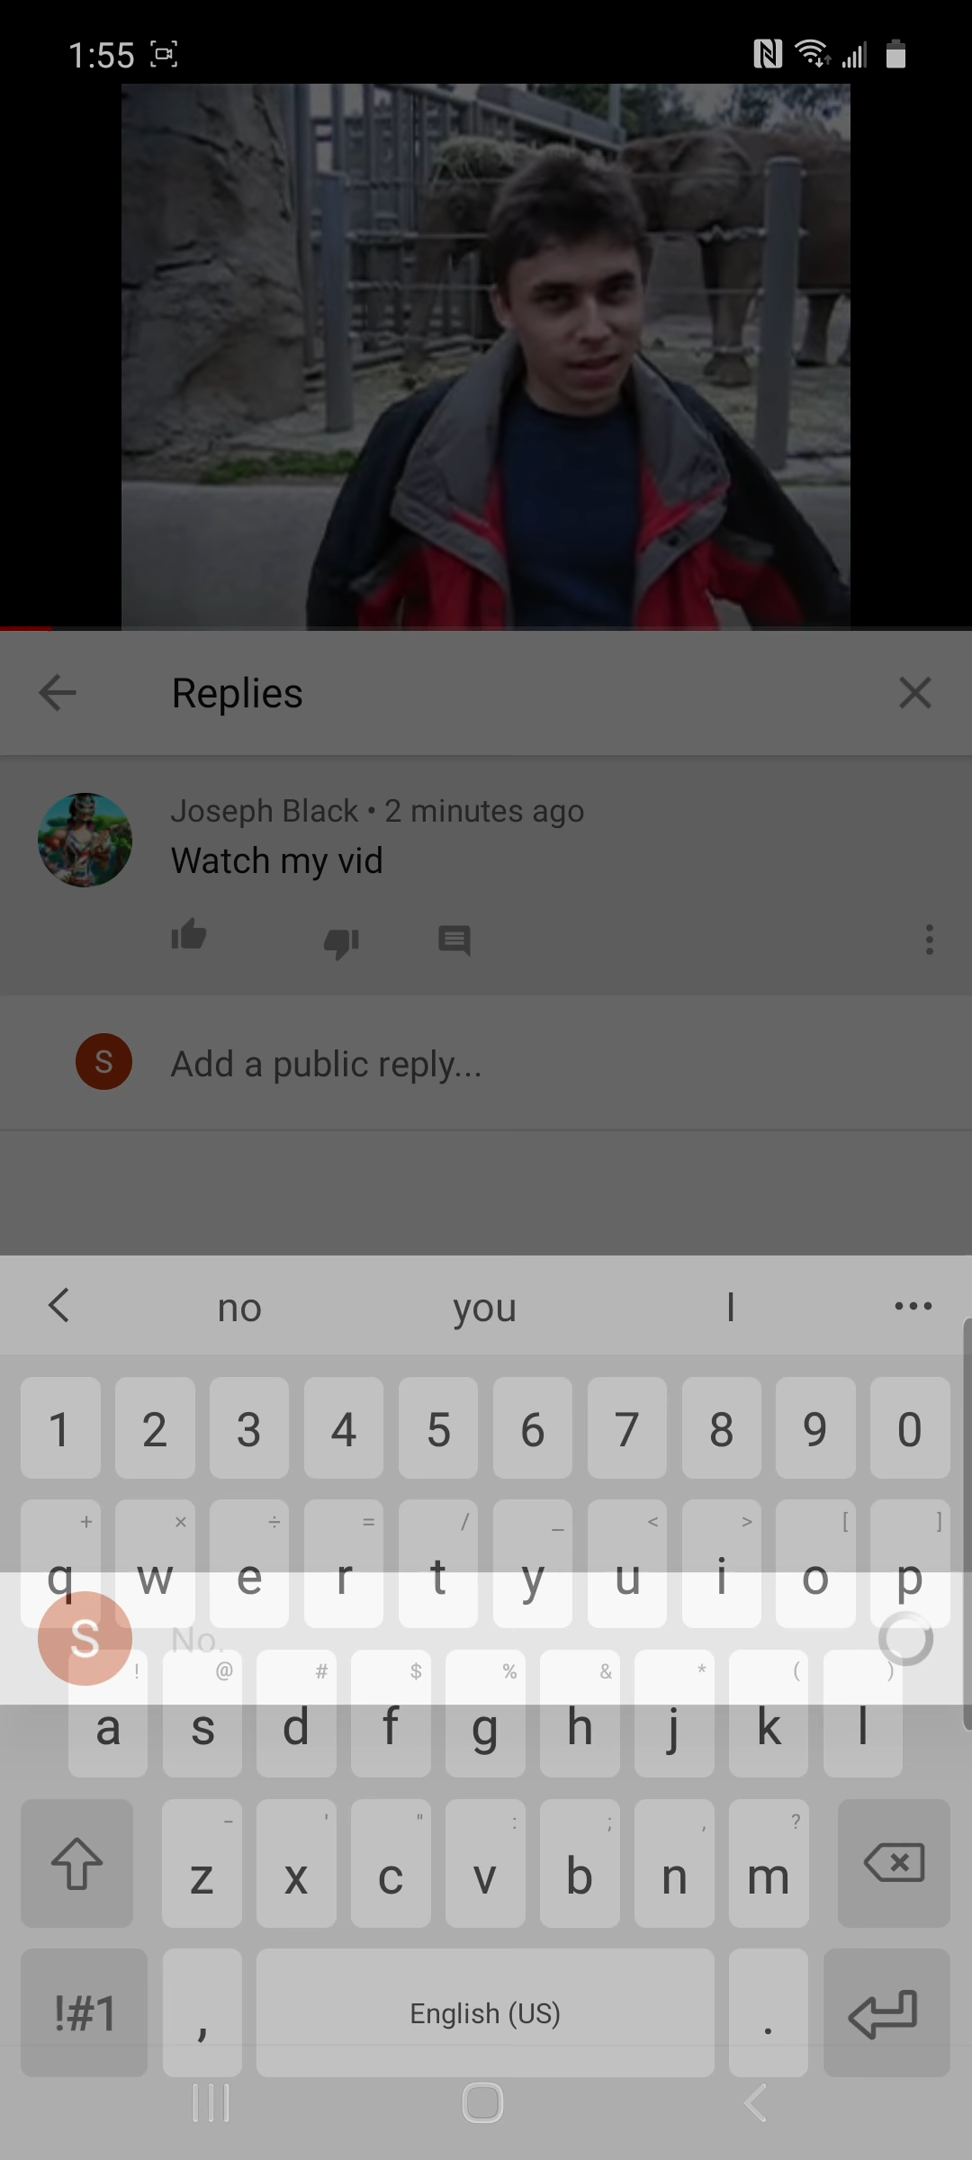 1:55
Replies
Joseph Black • 2 minutes ago
Watch my vid
S Add a public reply...
no you I
1 2 3 4 5 6 7 8 9 0
+ × ÷ = / _ < > [ ]
q w e r t y u i o p
S No.
! @ # $ % & * ( )
a s d f g h j k l
- ' " : ; , ?
z x c v b n m
!#1 , English (US) .